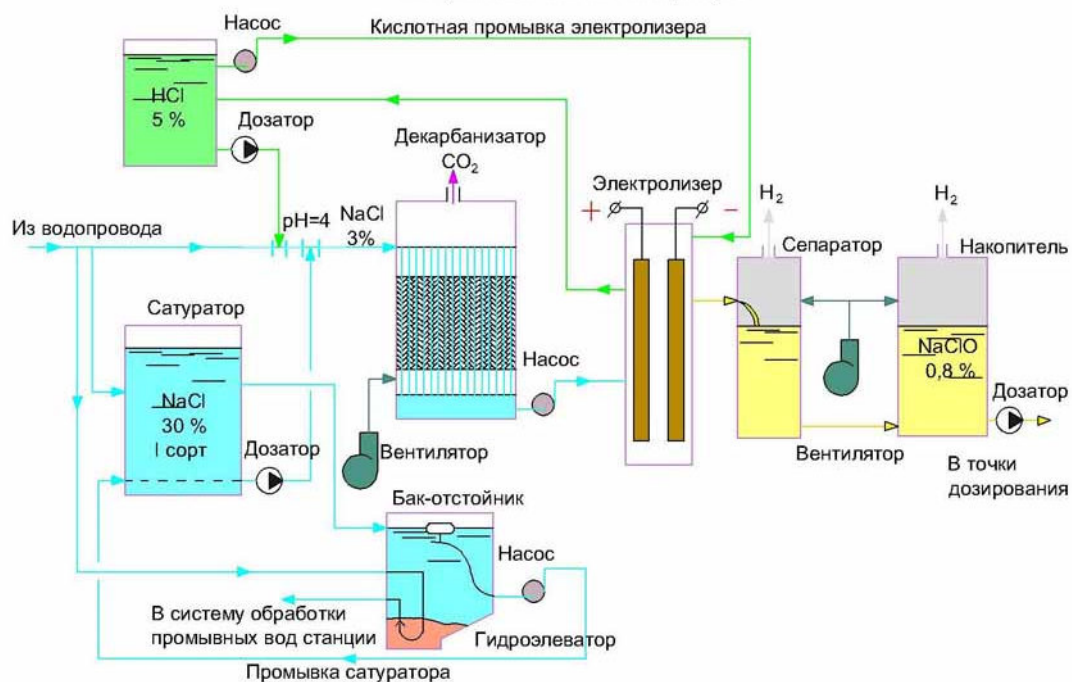 Насос
Кислотная промывка электролизера
HCl
5 %
Дозатор
Декарбанизатор
CO₂
Электролизер
+
−
H₂
H₂
pH=4
NaCl
3%
Из водопровода
Сепаратор
Накопитель
Сатуратор
NaCl
30 %
I сорт
Дозатор
Насос
NaClO
0,8 %
Дозатор
Вентилятор
Вентилятор
В точки
дозирования
Бак-отстойник
Насос
В систему обработки
промывных вод станции
Гидроэлеватор
Промывка сатуратора